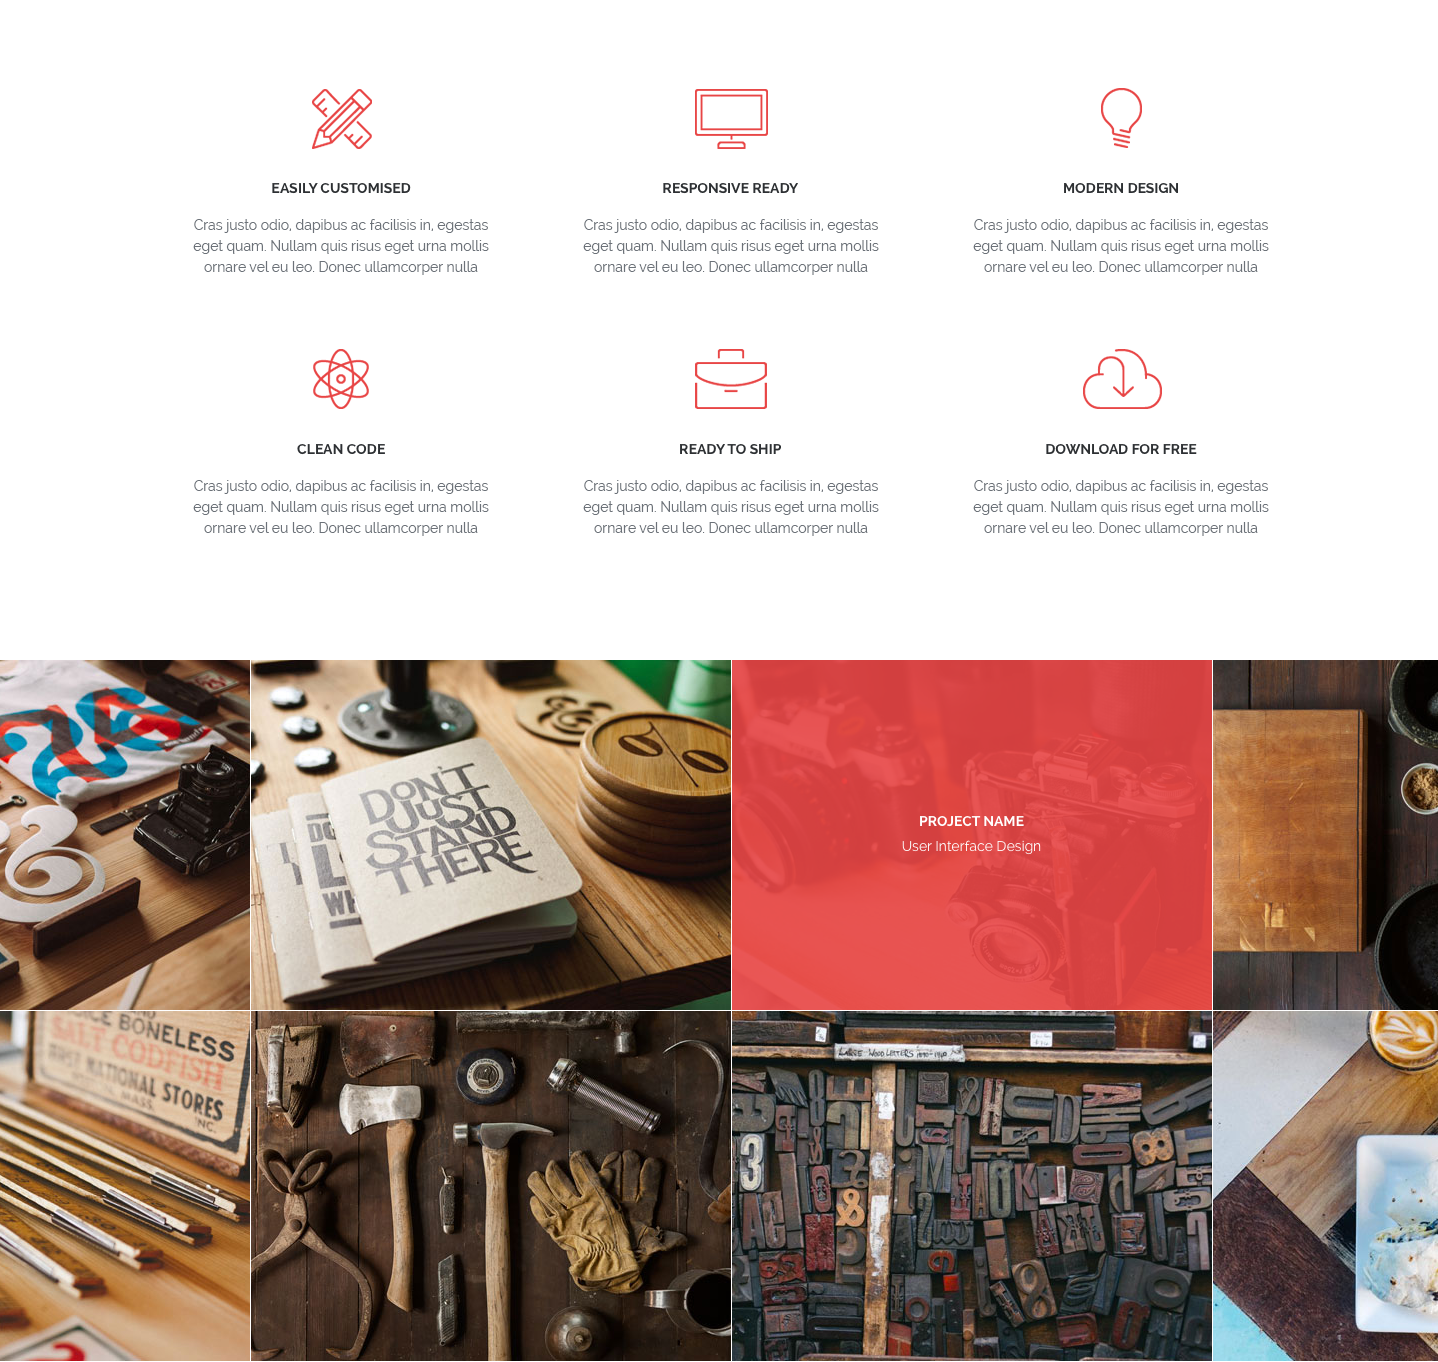 EASILY CUSTOMISED
Cras justo odio, dapibus ac facilisis in, egestas
eget quam. Nullam quis risus eget urna mollis
ornare vel eu leo. Donec ullamcorper nulla
RESPONSIVE READY
Cras justo odio, dapibus ac facilisis in, egestas
eget quam. Nullam quis risus eget urna mollis
ornare vel eu leo. Donec ullamcorper nulla
MODERN DESIGN
Cras justo odio, dapibus ac facilisis in, egestas
eget quam. Nullam quis risus eget urna mollis
ornare vel eu leo. Donec ullamcorper nulla
CLEAN CODE
Cras justo odio, dapibus ac facilisis in, egestas
eget quam. Nullam quis risus eget urna mollis
ornare vel eu leo. Donec ullamcorper nulla
READY TO SHIP
Cras justo odio, dapibus ac facilisis in, egestas
eget quam. Nullam quis risus eget urna mollis
ornare vel eu leo. Donec ullamcorper nulla
DOWNLOAD FOR FREE
Cras justo odio, dapibus ac facilisis in, egestas
eget quam. Nullam quis risus eget urna mollis
ornare vel eu leo. Donec ullamcorper nulla
&
DON'T
JUST
STAND
THERE
&
%
PROJECT NAME
User Interface Design
BONELESS
SALT CODFISH
NATIONAL STORES
MASS.
INC.
LARGE WOOD LETTERS